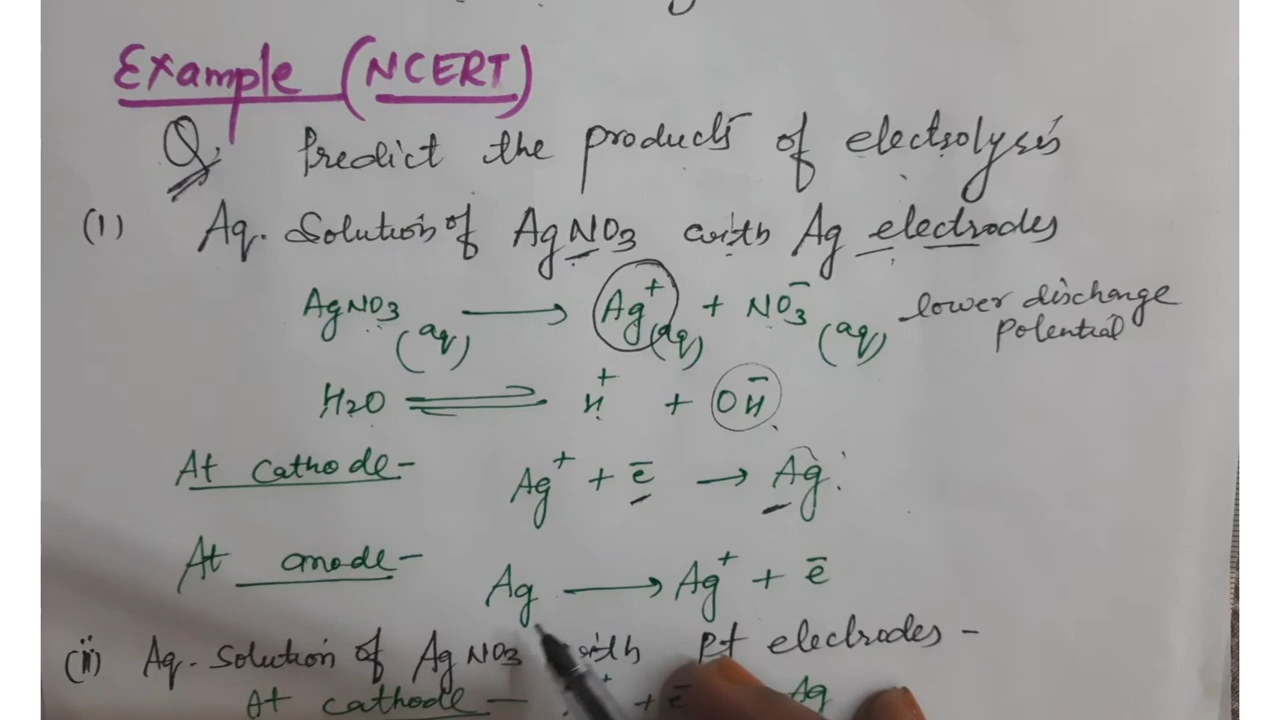 Example (NCERT)
Q. Predict the products of electrolysis
(1) Aq. Solution of AgNO3 with Ag electrodes
AgNO3 (aq) ⟶ Ag⁺ (aq) + NO3⁻ (aq) lower discharge potential
H2O ⇌ H⁺ + OH⁻
At cathode- Ag⁺ + e⁻ → Ag
At anode- Ag ⟶ Ag⁺ + e⁻
(ii) Aq. Solution of AgNO3 with Pt electrodes -
At cathode - + e⁻ Ag